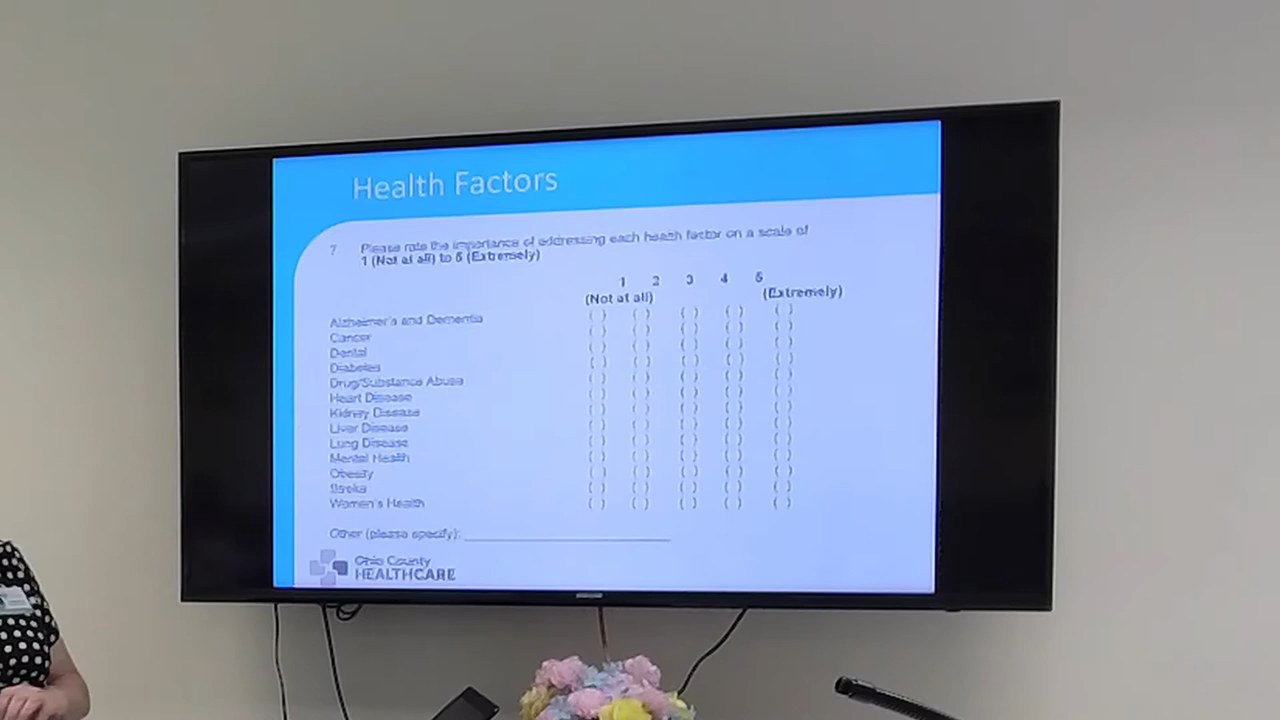 Health Factors
7 Please rate the importance of addressing each health factor on a scale of
1 (Not at all) to 5 (Extremely)
1 2 3 4 5
(Not at all) (Extremely)
Alzheimer's and Dementia ( ) ( ) ( ) ( ) ( )
Cancer ( ) ( ) ( ) ( ) ( )
Dental ( ) ( ) ( ) ( ) ( )
Diabetes ( ) ( ) ( ) ( ) ( )
Drug/Substance Abuse ( ) ( ) ( ) ( ) ( )
Heart Disease ( ) ( ) ( ) ( ) ( )
Kidney Disease ( ) ( ) ( ) ( ) ( )
Liver Disease ( ) ( ) ( ) ( ) ( )
Lung Disease ( ) ( ) ( ) ( ) ( )
Mental Health ( ) ( ) ( ) ( ) ( )
Obesity ( ) ( ) ( ) ( ) ( )
Stroke ( ) ( ) ( ) ( ) ( )
Women's Health ( ) ( ) ( ) ( ) ( )
Other (please specify): ____________________
Ohio County
HEALTHCARE